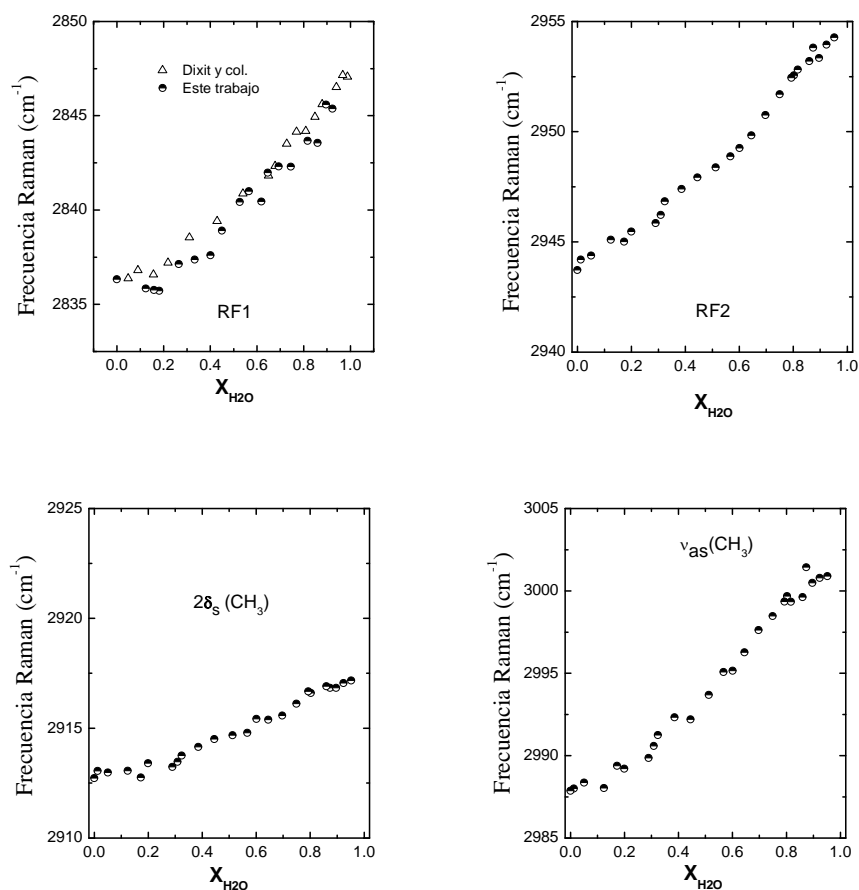 2850
2845
2840
2835
Frecuencia Raman (cm-1)
Dixit y col.
Este trabajo
RF1
0.0 0.2 0.4 0.6 0.8 1.0
XH2O
2955
2950
2945
2940
Frecuencia Raman (cm-1)
RF2
0.0 0.2 0.4 0.6 0.8 1.0
XH2O
2925
2920
2915
2910
Frecuencia Raman (cm-1)
2δs (CH3)
0.0 0.2 0.4 0.6 0.8 1.0
XH2O
3005
3000
2995
2990
2985
Frecuencia Raman (cm-1)
νas(CH3)
0.0 0.2 0.4 0.6 0.8 1.0
XH2O